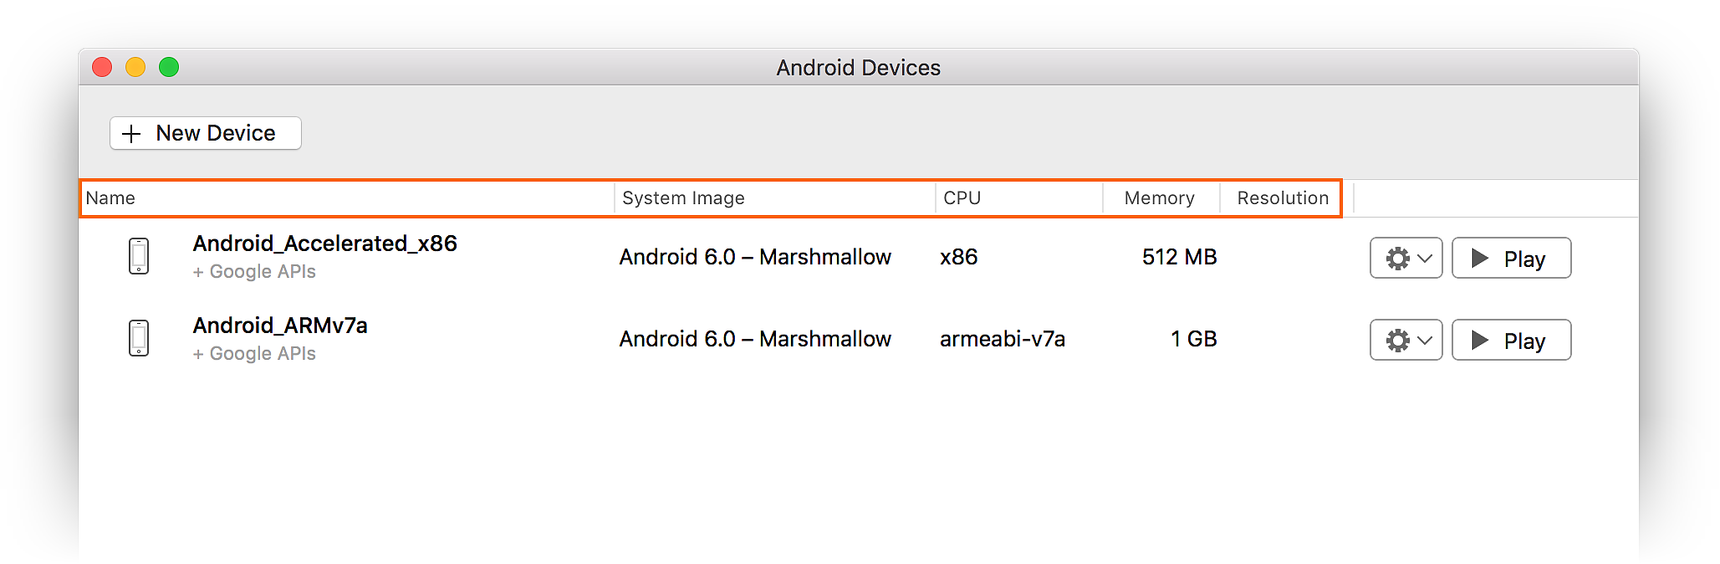 Android Devices
+ New Device
Name System Image CPU Memory Resolution
Android_Accelerated_x86
+ Google APIs
Android 6.0 – Marshmallow x86 512 MB Play
Android_ARMv7a
+ Google APIs
Android 6.0 – Marshmallow armeabi-v7a 1 GB Play